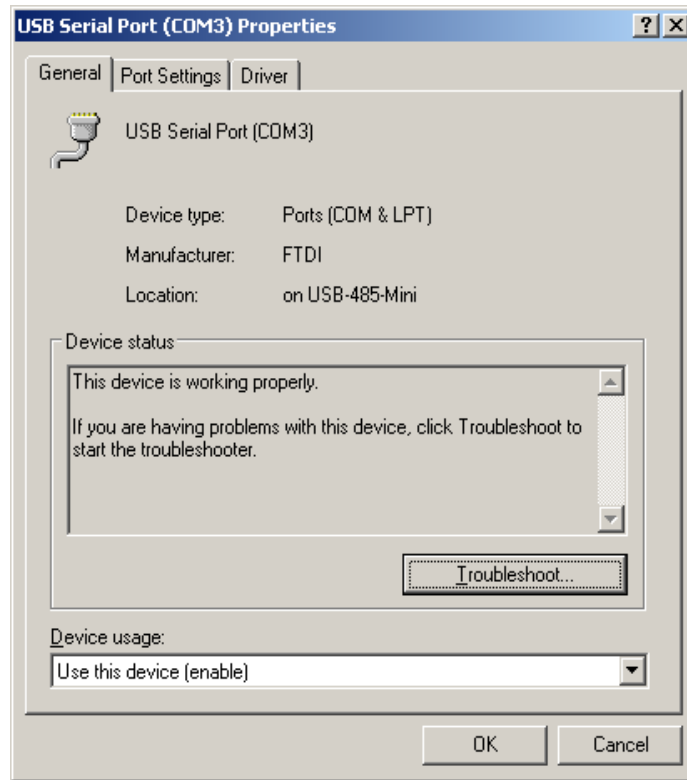 USB Serial Port (COM3) Properties
?
General
Port Settings
Driver
USB Serial Port (COM3)
Device type: Ports (COM & LPT)
Manufacturer: FTDI
Location: on USB-485-Mini
Device status
This device is working properly.
If you are having problems with this device, click Troubleshoot to
start the troubleshooter.
Troubleshoot...
Device usage:
Use this device (enable)
OK
Cancel